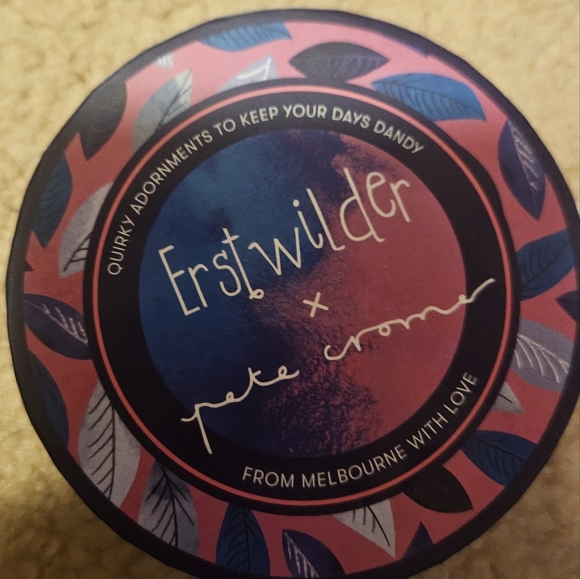 QUIRKY ADORNMENTS TO KEEP YOUR DAYS DANDY
Erstwilder
x
pete cromer
FROM MELBOURNE WITH LOVE